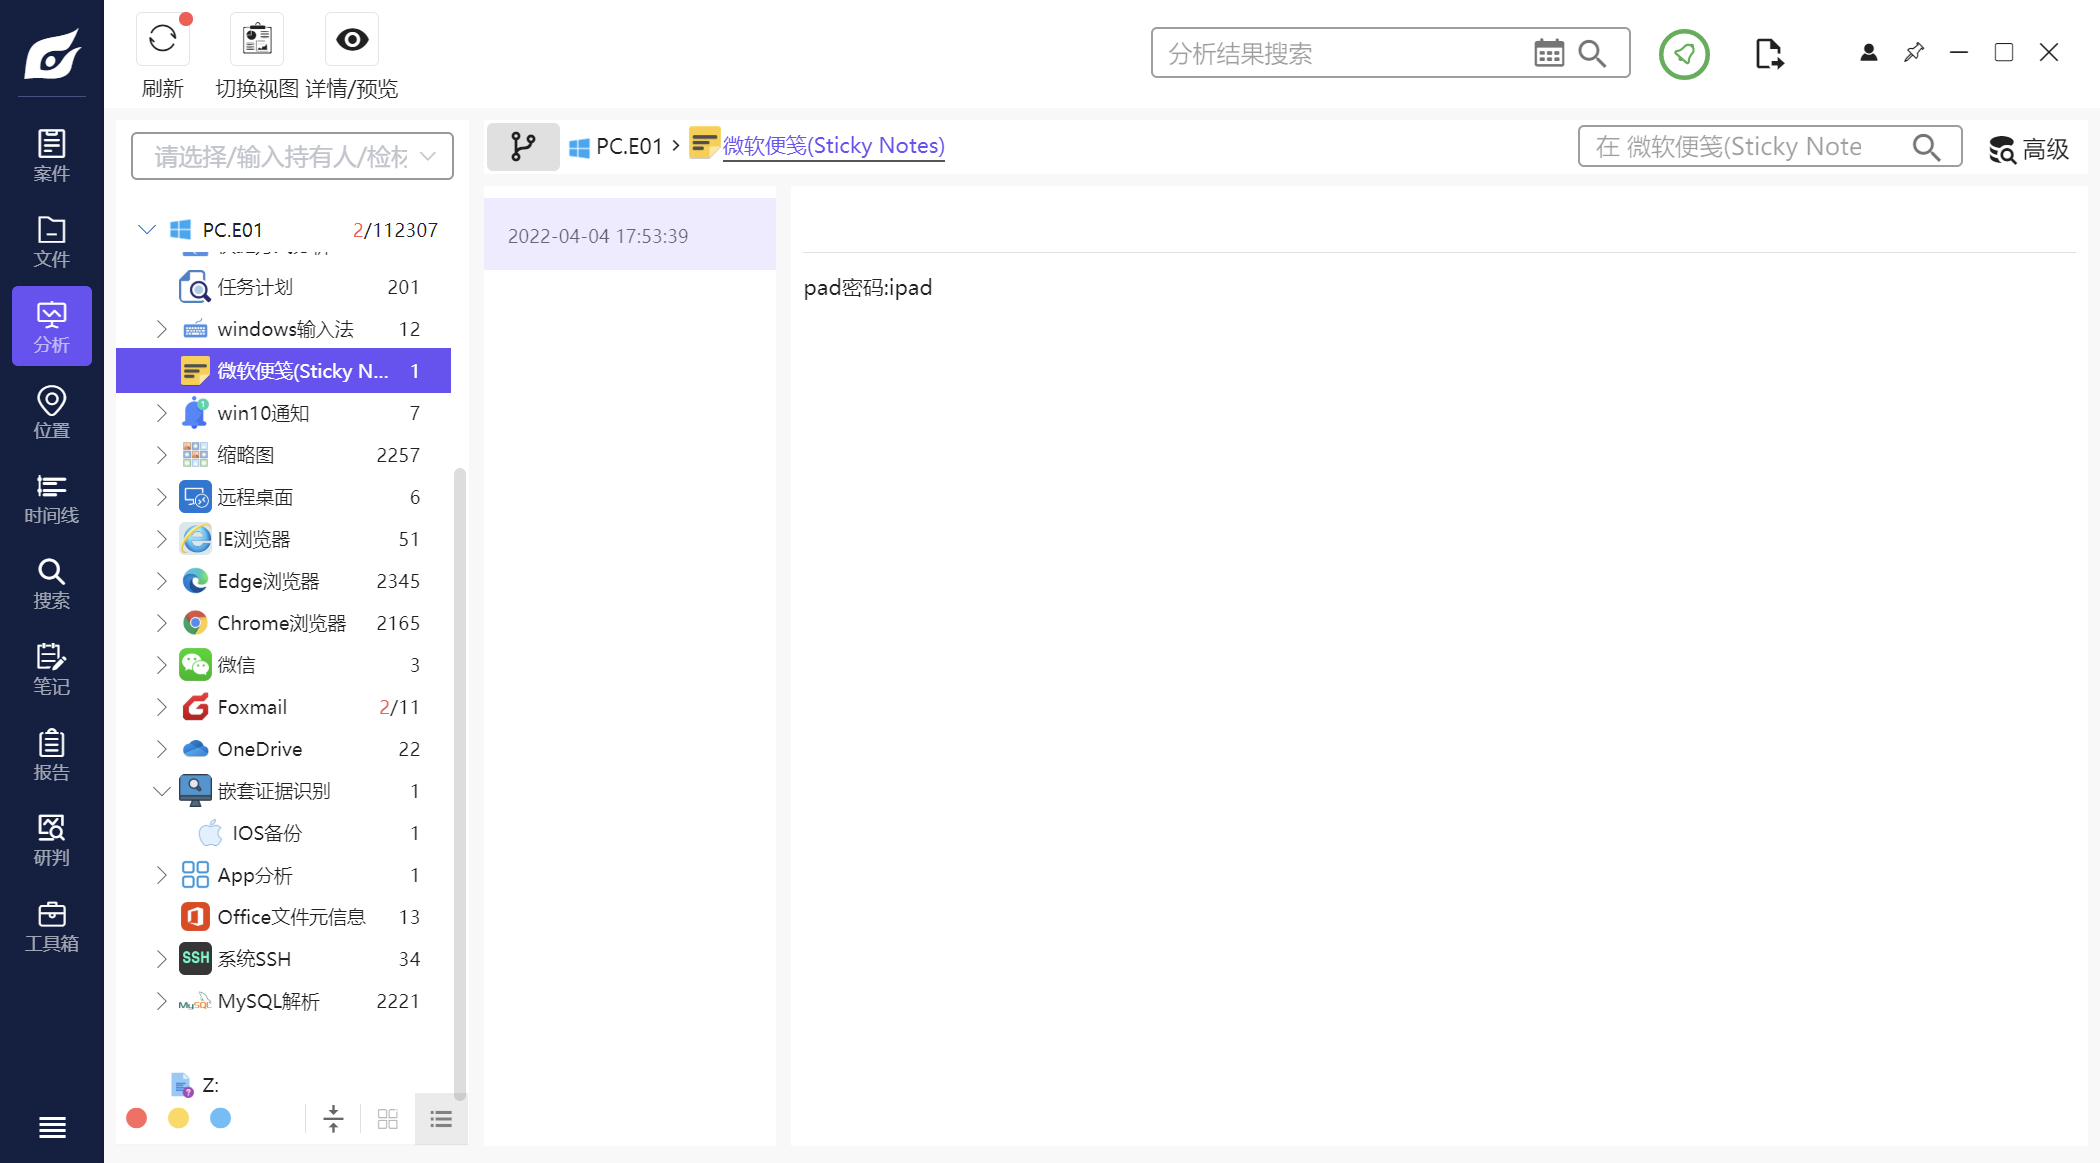 刷新
切换视图
详情/预览
分析结果搜索
案件
文件
分析
位置
时间线
搜索
笔记
报告
研判
工具箱
请选择/输入持有人/检材
PC.E01 2/112307
任务计划 201
windows输入法 12
微软便笺(Sticky N... 1
win10通知 7
缩略图 2257
远程桌面 6
IE浏览器 51
Edge浏览器 2345
Chrome浏览器 2165
微信 3
Foxmail 2/11
OneDrive 22
嵌套证据识别 1
IOS备份 1
App分析 1
Office文件元信息 13
SSH 系统SSH 34
MySQL MySQL解析 2221
Z:
PC.E01 › 微软便笺(Sticky Notes)
在 微软便笺(Sticky Note
高级
2022-04-04 17:53:39
pad密码:ipad